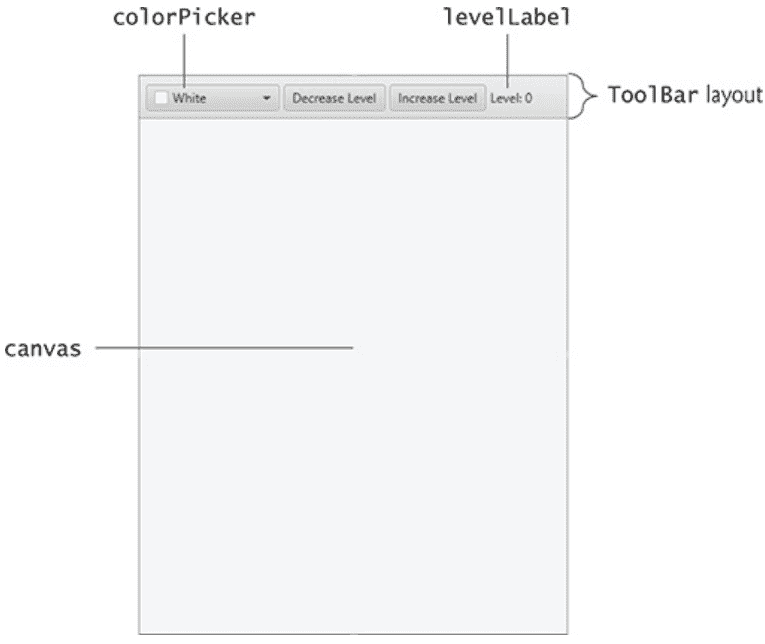 colorPicker
levelLabel
White
Decrease Level
Increase Level
Level: 0
ToolBar layout
canvas